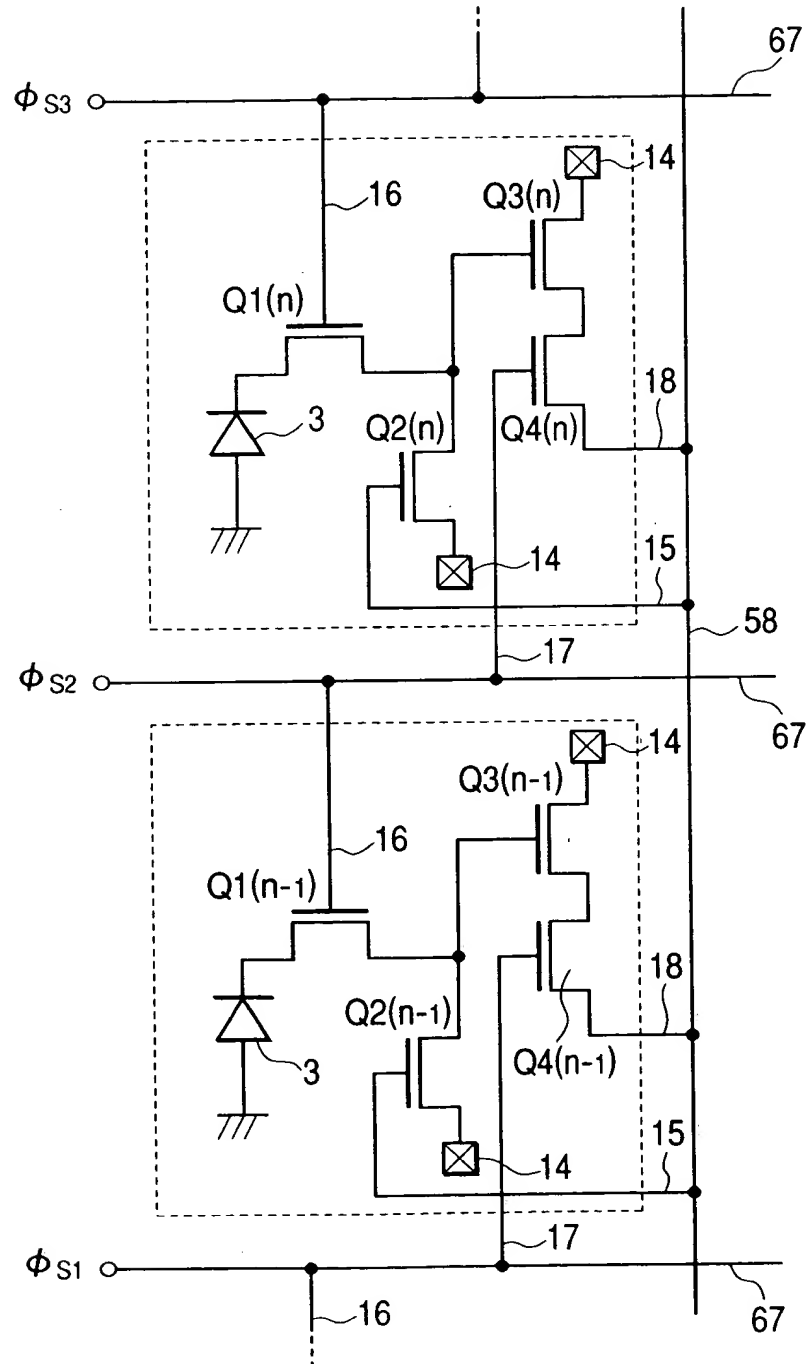 67
ΦS3
14
16
Q3(n)
Q1(n)
18
3
Q2(n)
Q4(n)
14
15
58
17
ΦS2
67
14
Q3(n-1)
16
Q1(n-1)
18
Q2(n-1)
3
Q4(n-1)
15
14
17
ΦS1
16
67